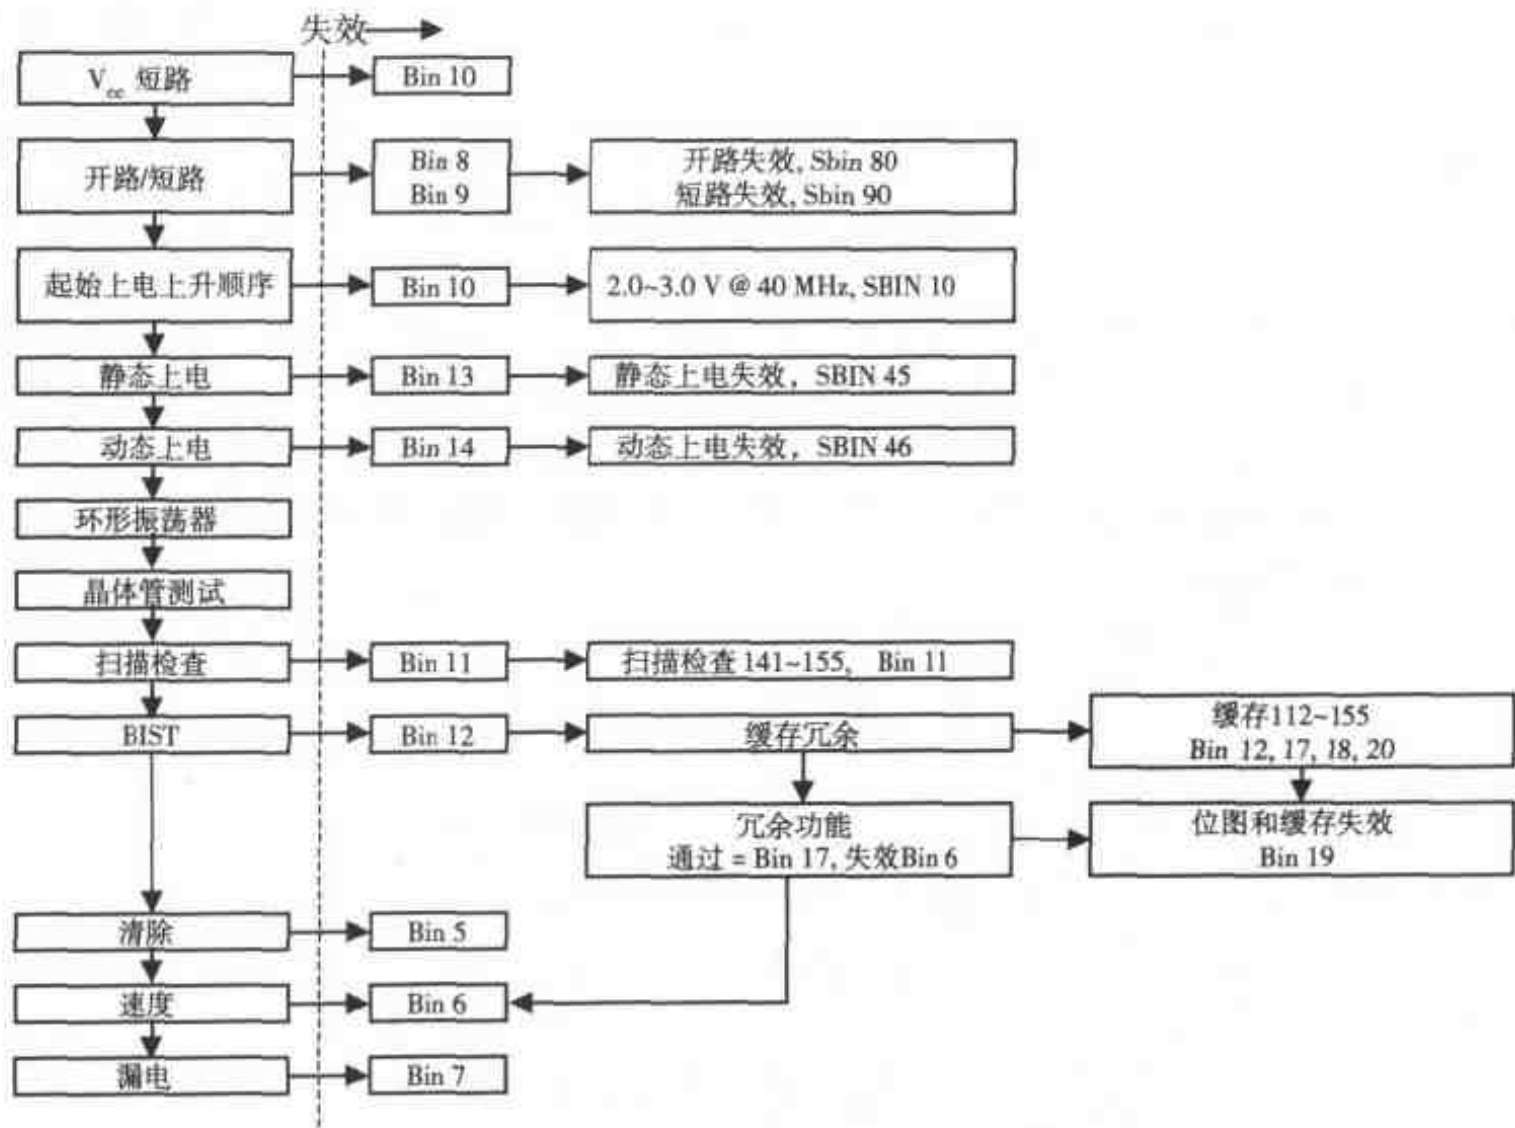 失效
V_cc 短路
Bin 10
开路/短路
Bin 8
Bin 9
开路失效, Sbin 80
短路失效, Sbin 90
起始上电上升顺序
Bin 10
2.0~3.0 V @ 40 MHz, SBIN 10
静态上电
Bin 13
静态上电失效，SBIN 45
动态上电
Bin 14
动态上电失效，SBIN 46
环形振荡器
晶体管测试
扫描检查
Bin 11
扫描检查 141~155, Bin 11
BIST
Bin 12
缓存冗余
缓存112~155
Bin 12, 17, 18, 20
冗余功能
通过 = Bin 17, 失效Bin 6
位图和缓存失效
Bin 19
清除
Bin 5
速度
Bin 6
漏电
Bin 7